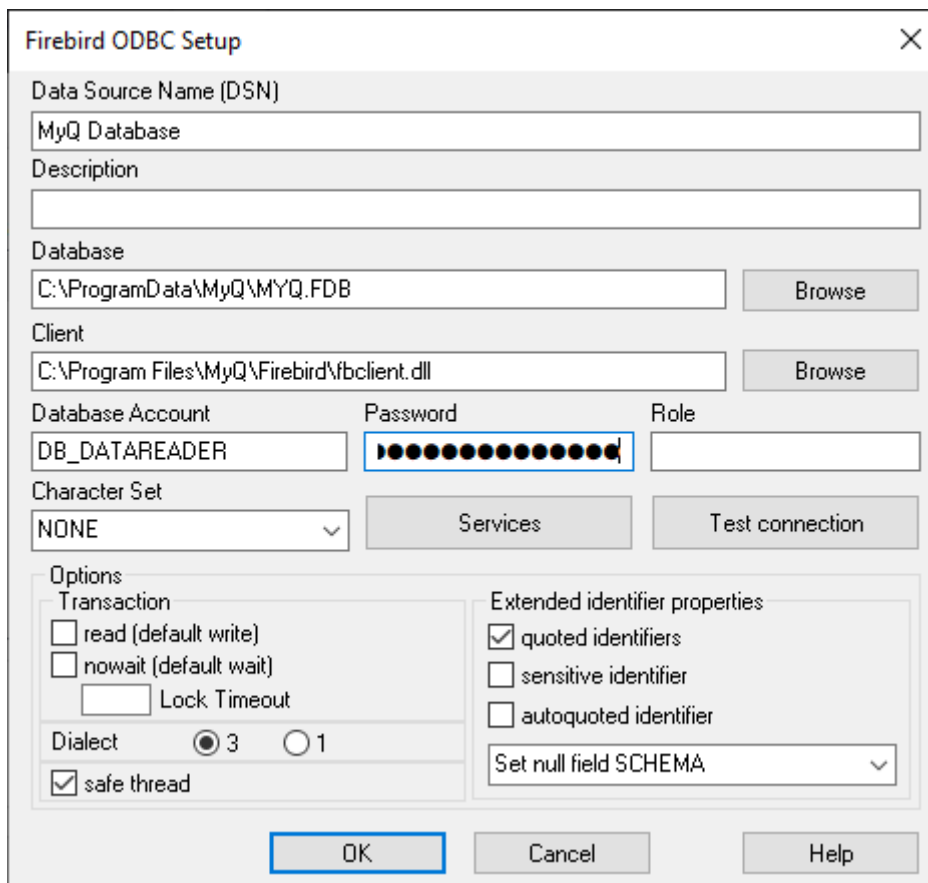 Firebird ODBC Setup
Data Source Name (DSN)
MyQ Database
Description
Database
C:\ProgramData\MyQ\MYQ.FDB
Browse
Client
C:\Program Files\MyQ\Firebird\fbclient.dll
Browse
Database Account
Password
Role
DB_DATAREADER
Character Set
NONE
Services
Test connection
Options
Transaction
Extended identifier properties
read (default write)
quoted identifiers
nowait (default wait)
sensitive identifier
Lock Timeout
autoquoted identifier
Dialect
3
1
Set null field SCHEMA
safe thread
OK
Cancel
Help